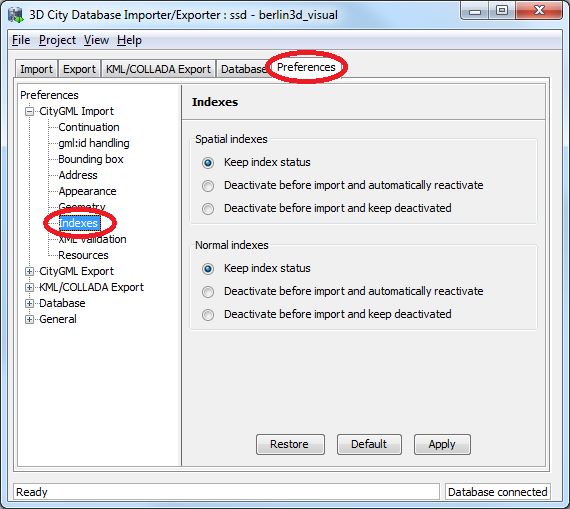 3D City Database Importer/Exporter : ssd - berlin3d_visual
File Project View Help
Import Export KML/COLLADA Export Database Preferences
Preferences
CityGML Import
Continuation
gml:id handling
Bounding box
Address
Appearance
Geometry
Indexes
XML validation
Resources
CityGML Export
KML/COLLADA Export
Database
General
Indexes
Spatial indexes
Keep index status
Deactivate before import and automatically reactivate
Deactivate before import and keep deactivated
Normal indexes
Keep index status
Deactivate before import and automatically reactivate
Deactivate before import and keep deactivated
Restore Default Apply
Ready Database connected